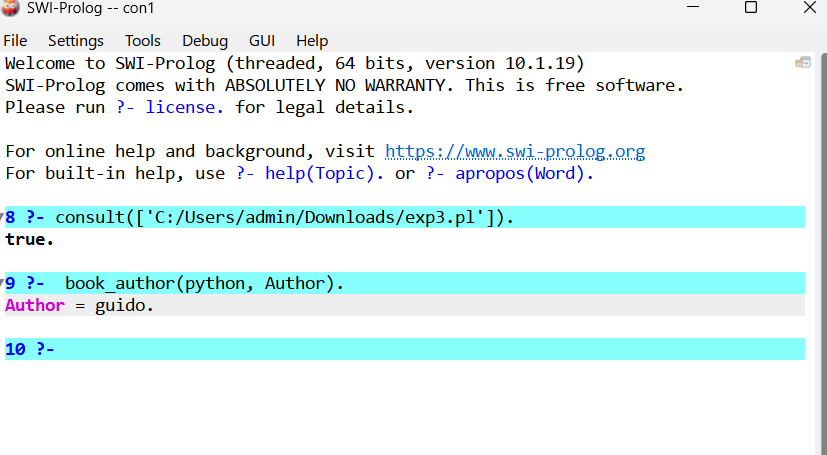 SWI-Prolog -- con1
File Settings Tools Debug GUI Help
Welcome to SWI-Prolog (threaded, 64 bits, version 10.1.19)
SWI-Prolog comes with ABSOLUTELY NO WARRANTY. This is free software.
Please run ?- license. for legal details.
For online help and background, visit https://www.swi-prolog.org
For built-in help, use ?- help(Topic). or ?- apropos(Word).
8 ?- consult(['C:/Users/admin/Downloads/exp3.pl']).
true.
9 ?-  book_author(python, Author).
Author = guido.
10 ?-